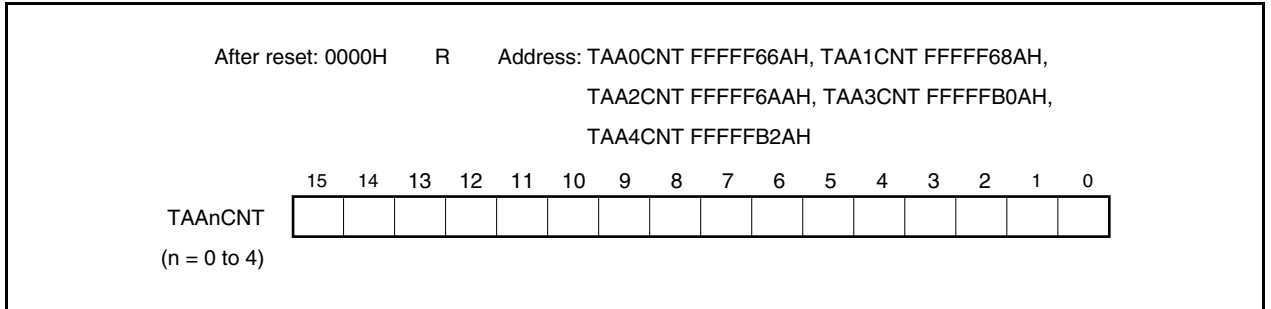 After reset: 0000H R Address: TAA0CNT FFFFF66AH, TAA1CNT FFFFF68AH,
TAA2CNT FFFFF6AAH, TAA3CNT FFFFFB0AH,
TAA4CNT FFFFFB2AH
15 14 13 12 11 10 9 8 7 6 5 4 3 2 1 0
TAAnCNT
(n = 0 to 4)